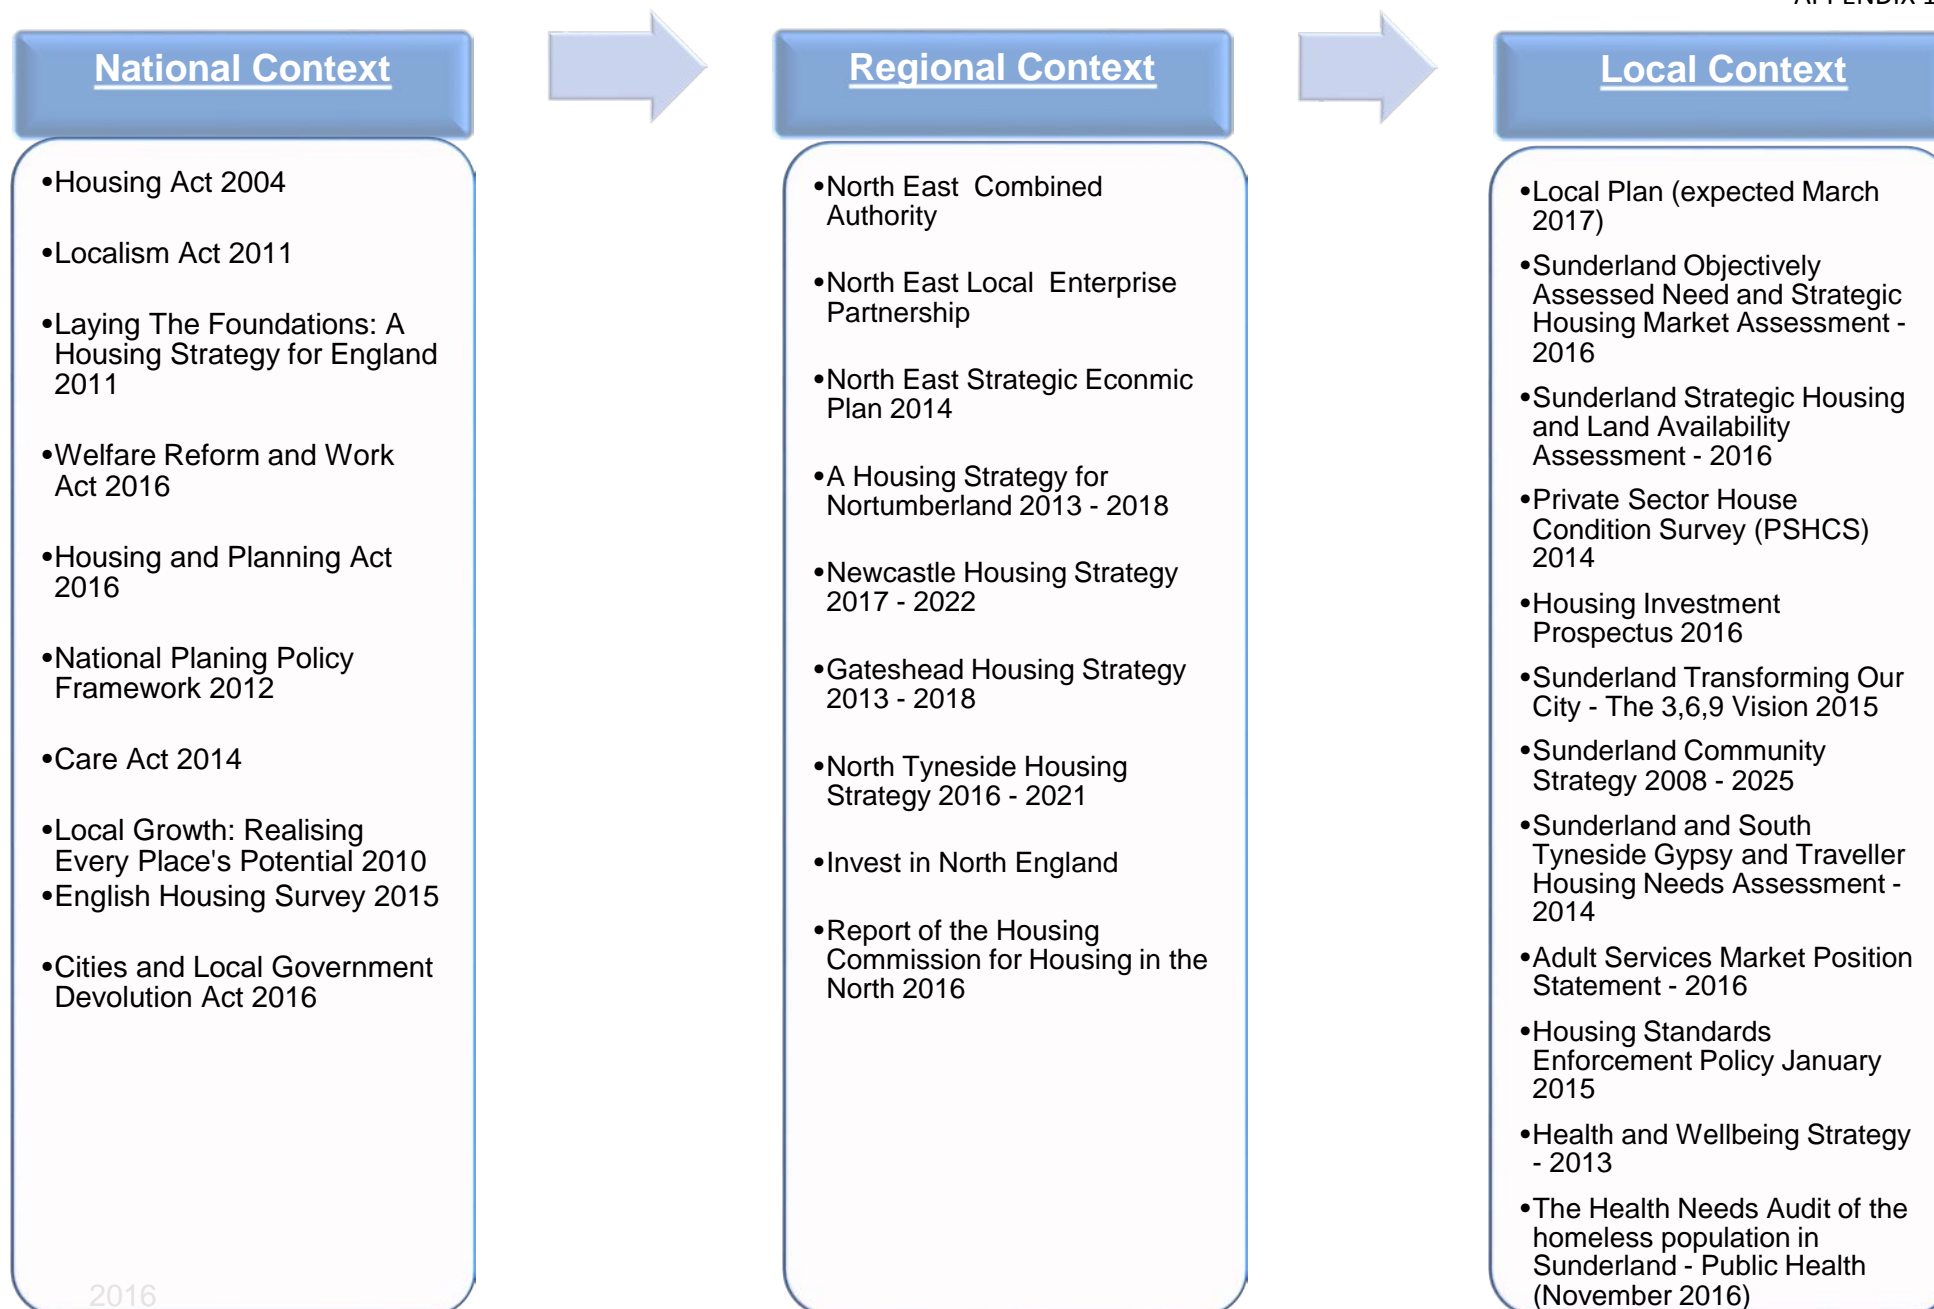 APPENDIX 1
National Context
•Housing Act 2004
•Localism Act 2011
•Laying The Foundations: A
Housing Strategy for England
2011
•Welfare Reform and Work
Act 2016
•Housing and Planning Act
2016
•National Planing Policy
Framework 2012
•Care Act 2014
•Local Growth: Realising
Every Place's Potential 2010
•English Housing Survey 2015
•Cities and Local Government
Devolution Act 2016
2016
Regional Context
•North East Combined
Authority
•North East Local Enterprise
Partnership
•North East Strategic Econmic
Plan 2014
•A Housing Strategy for
Nortumberland 2013 - 2018
•Newcastle Housing Strategy
2017 - 2022
•Gateshead Housing Strategy
2013 - 2018
•North Tyneside Housing
Strategy 2016 - 2021
•Invest in North England
•Report of the Housing
Commission for Housing in the
North 2016
Local Context
•Local Plan (expected March
2017)
•Sunderland Objectively
Assessed Need and Strategic
Housing Market Assessment -
2016
•Sunderland Strategic Housing
and Land Availability
Assessment - 2016
•Private Sector House
Condition Survey (PSHCS)
2014
•Housing Investment
Prospectus 2016
•Sunderland Transforming Our
City - The 3,6,9 Vision 2015
•Sunderland Community
Strategy 2008 - 2025
•Sunderland and South
Tyneside Gypsy and Traveller
Housing Needs Assessment -
2014
•Adult Services Market Position
Statement - 2016
•Housing Standards
Enforcement Policy January
2015
•Health and Wellbeing Strategy
- 2013
•The Health Needs Audit of the
homeless population in
Sunderland - Public Health
(November 2016)